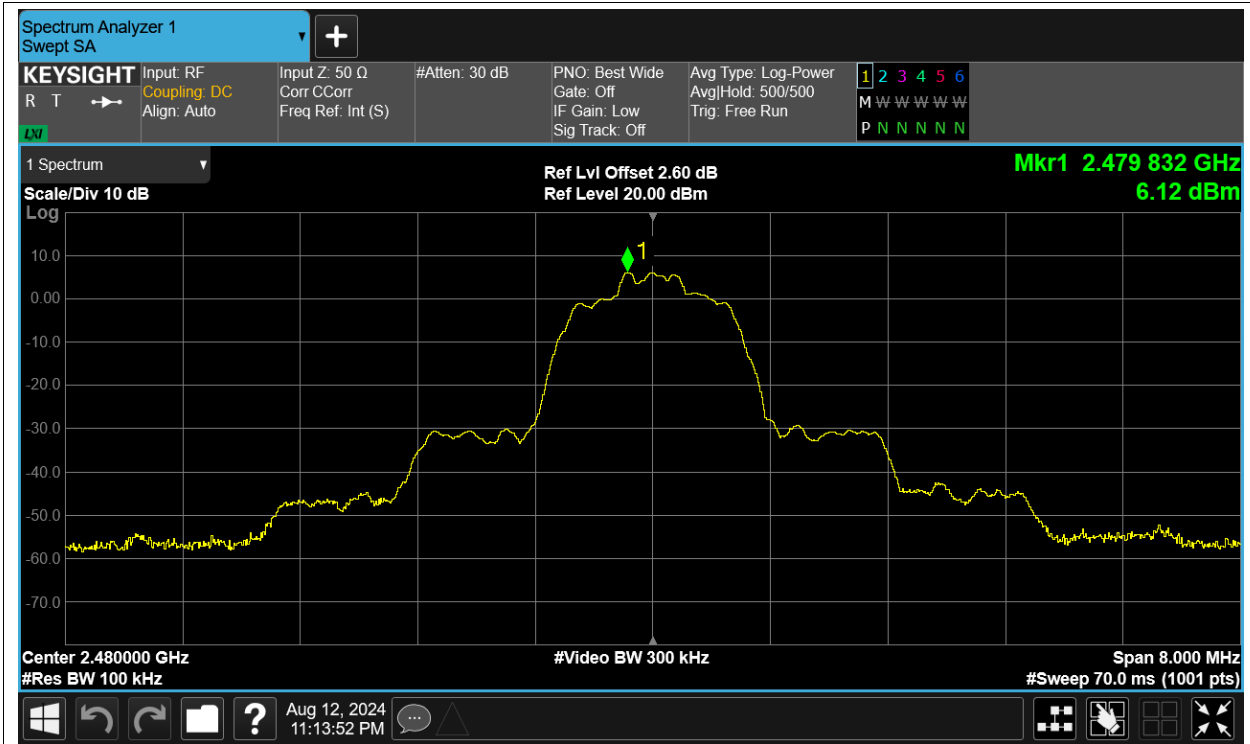 Spectrum Analyzer 1
Swept SA
+
KEYSIGHT
R T
LXI
Input: RF
Coupling: DC
Align: Auto
Input Z: 50 Ω
Corr CCorr
Freq Ref: Int (S)
#Atten: 30 dB
PNO: Best Wide
Gate: Off
IF Gain: Low
Sig Track: Off
Avg Type: Log-Power
Avg|Hold: 500/500
Trig: Free Run
1 2 3 4 5 6
M W W W W W
P N N N N N
1 Spectrum
Scale/Div 10 dB
Log
Ref Lvl Offset 2.60 dB
Ref Level 20.00 dBm
Mkr1 2.479 832 GHz
6.12 dBm
1
10.0
0.00
-10.0
-20.0
-30.0
-40.0
-50.0
-60.0
-70.0
Center 2.480000 GHz
#Video BW 300 kHz
Span 8.000 MHz
#Res BW 100 kHz
#Sweep 70.0 ms (1001 pts)
?
Aug 12, 2024
11:13:52 PM